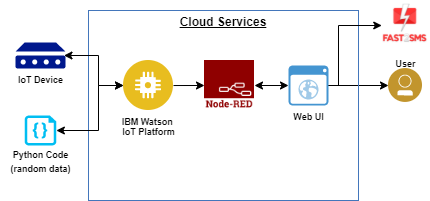 Cloud Services
FAST2SMS
IoT Device
User
IBM Watson
IoT Platform
Node-RED
Web UI
Python Code
(random data)